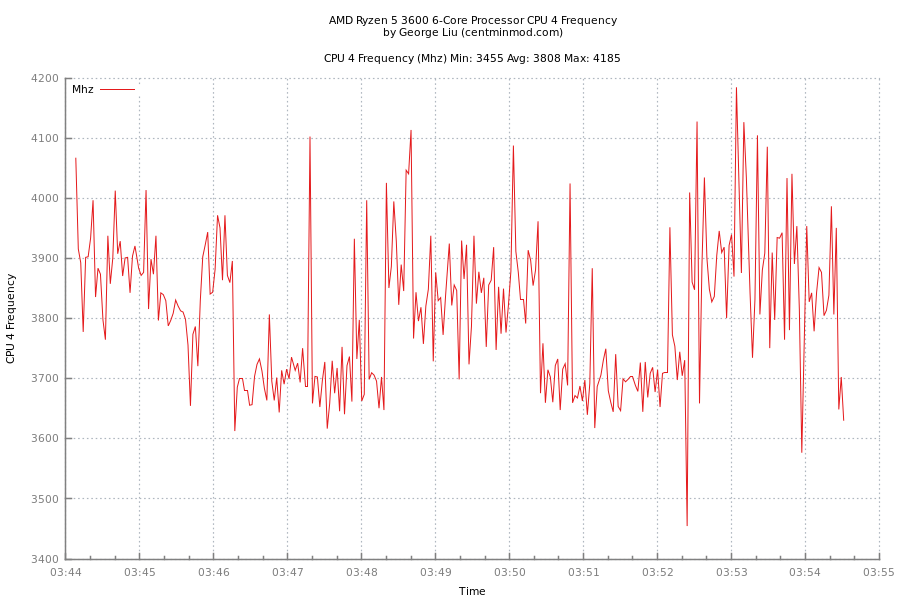 AMD Ryzen 5 3600 6-Core Processor CPU 4 Frequency
by George Liu (centminmod.com)
CPU 4 Frequency (Mhz) Min: 3455 Avg: 3808 Max: 4185
Mhz
4200
4100
4000
3900
3800
3700
3600
3500
3400
CPU 4 Frequency
03:44 03:45 03:46 03:47 03:48 03:49 03:50 03:51 03:52 03:53 03:54 03:55
Time